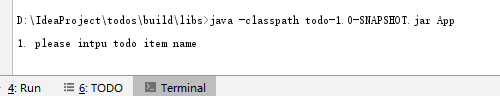 D:\IdeaProject\todos\build\libs>java -classpath todo-1.0-SNAPSHOT.jar App
1. please intpu todo item name
4: Run 6: TODO Terminal